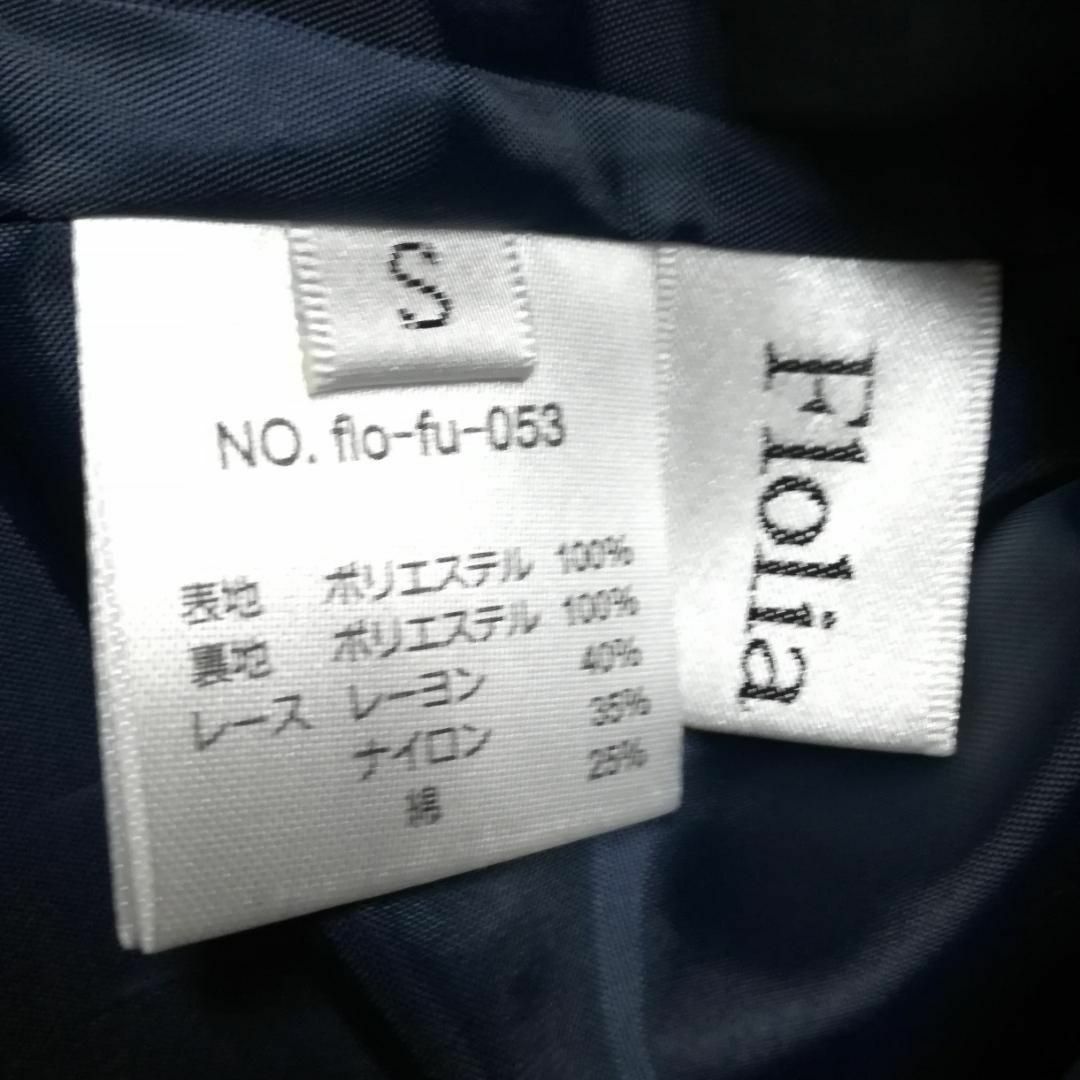 S
NO. flo-fu-053
表地 ポリエステル 100%
裏地 ポリエステル 100%
レース レーヨン 40%
ナイロン 35%
綿 25%
Flolia